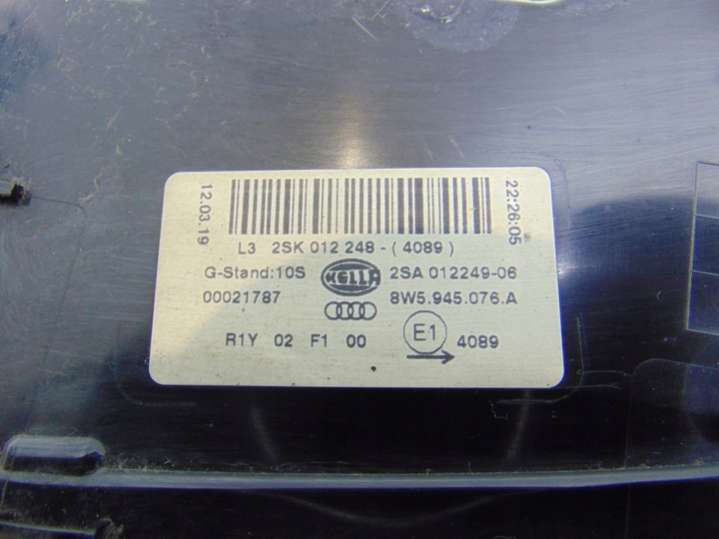 12.03.19
22:26:05
L3 2SK 012 248-(4089)
G-Stand:10S HELLA 2SA 012249-06
00021787 8W5.945.076.A
R1Y 02 F1 00 E1 4089